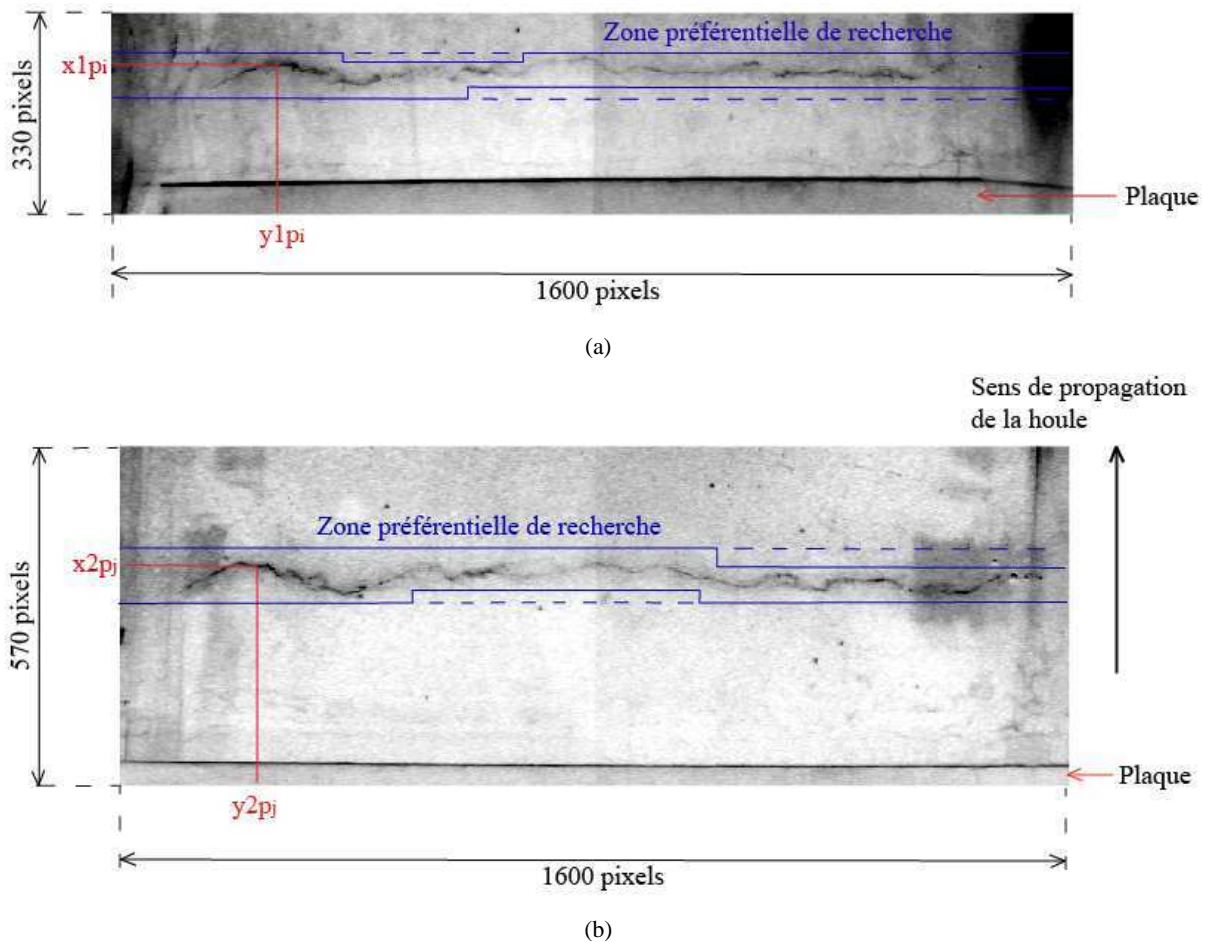 Zone préférentielle de recherche
x1pi
330 pixels
Plaque
y1pi
1600 pixels
(a)
Sens de propagation
de la houle
Zone préférentielle de recherche
x2pj
570 pixels
Plaque
y2pj
1600 pixels
(b)